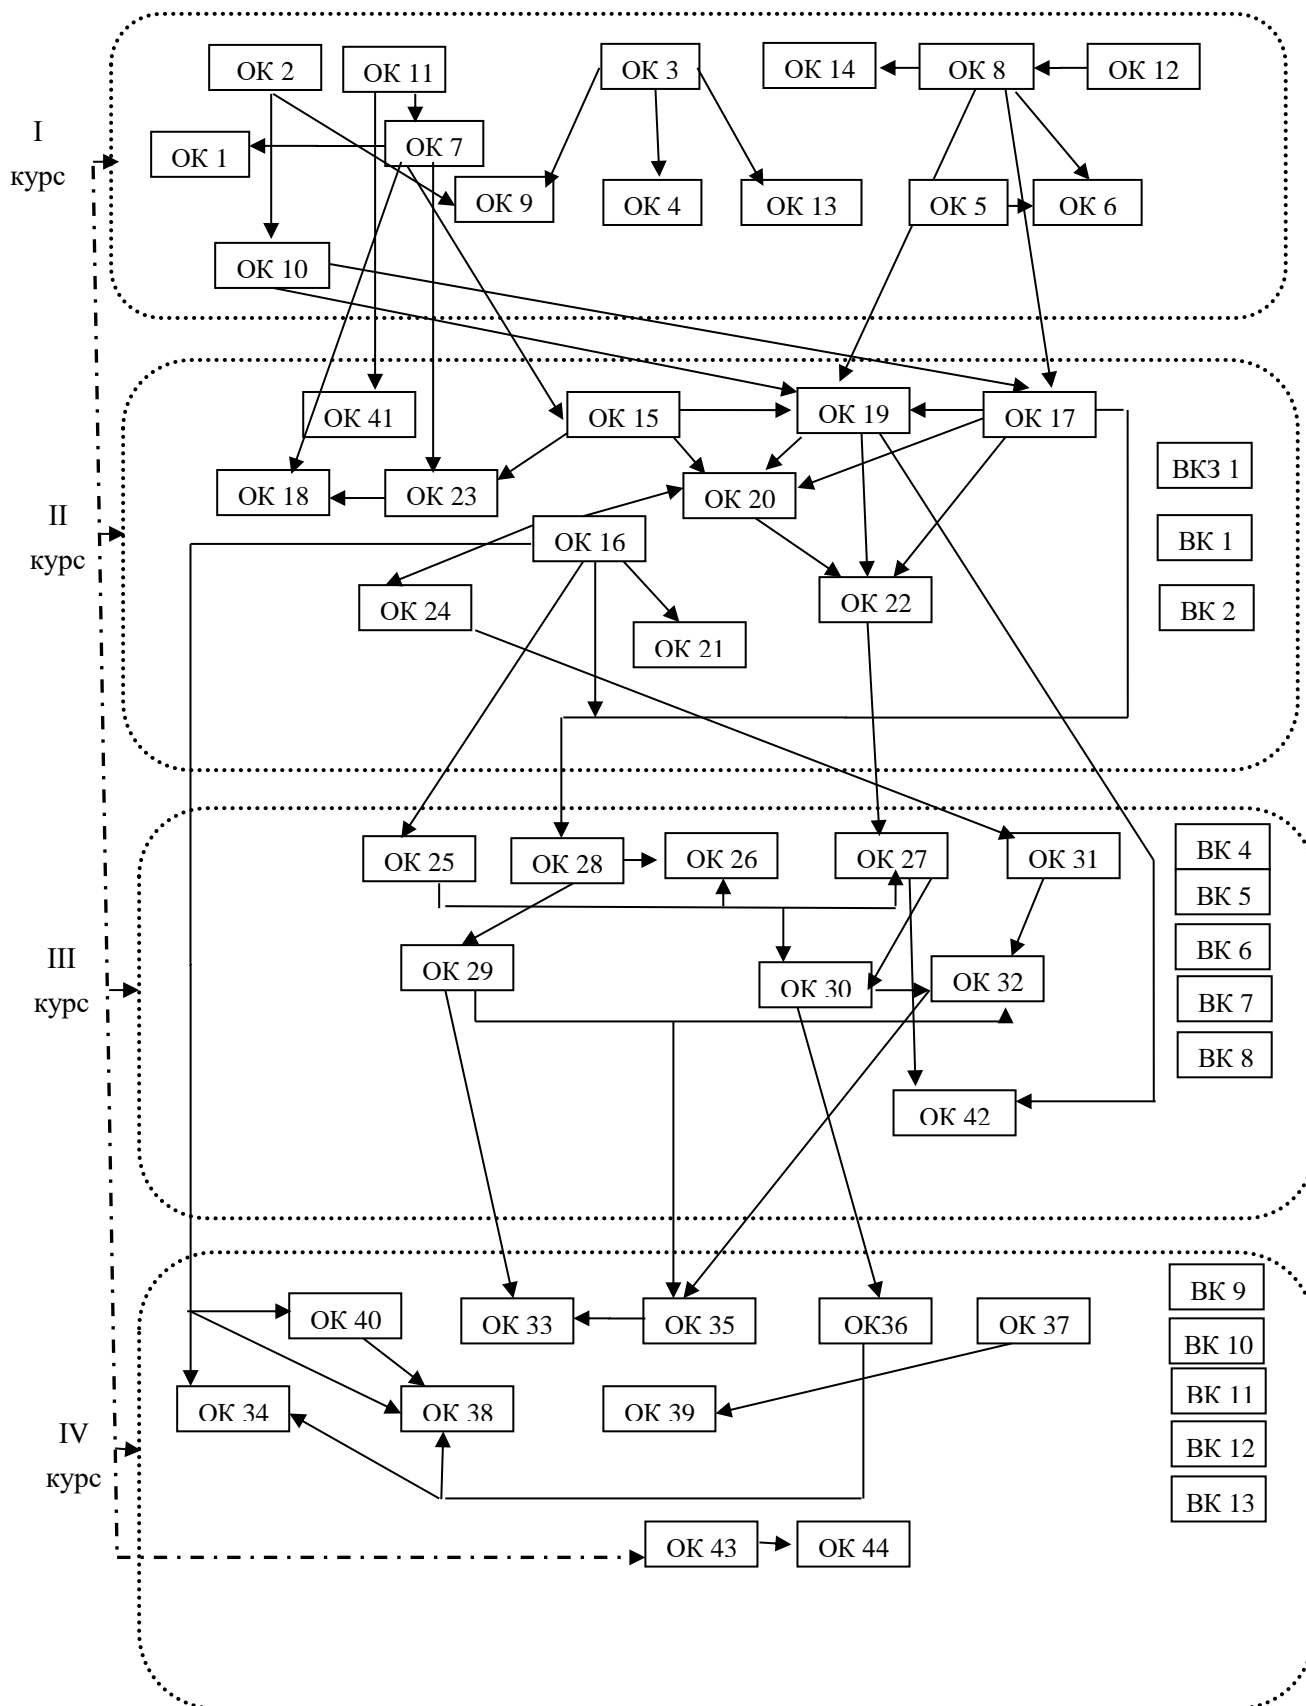 ОК 2
ОК 11
ОК 3
ОК 14
ОК 8
ОК 12
I
курс
ОК 1
ОК 7
ОК 9
ОК 4
ОК 13
ОК 5
ОК 6
ОК 10
ОК 41
ОК 15
ОК 19
ОК 17
ВКЗ 1
II
курс
ОК 18
ОК 23
ОК 20
ОК 16
ВК 1
ОК 24
ОК 22
ВК 2
ОК 21
ОК 25
ОК 28
ОК 26
ОК 27
ОК 31
ВК 4
ВК 5
III
курс
ОК 29
ОК 30
ОК 32
ВК 6
ВК 7
ВК 8
ОК 42
ОК 40
ОК 33
ОК 35
ОК36
ОК 37
ВК 9
ВК 10
IV
курс
ОК 34
ОК 38
ОК 39
ВК 11
ВК 12
ВК 13
ОК 43
ОК 44